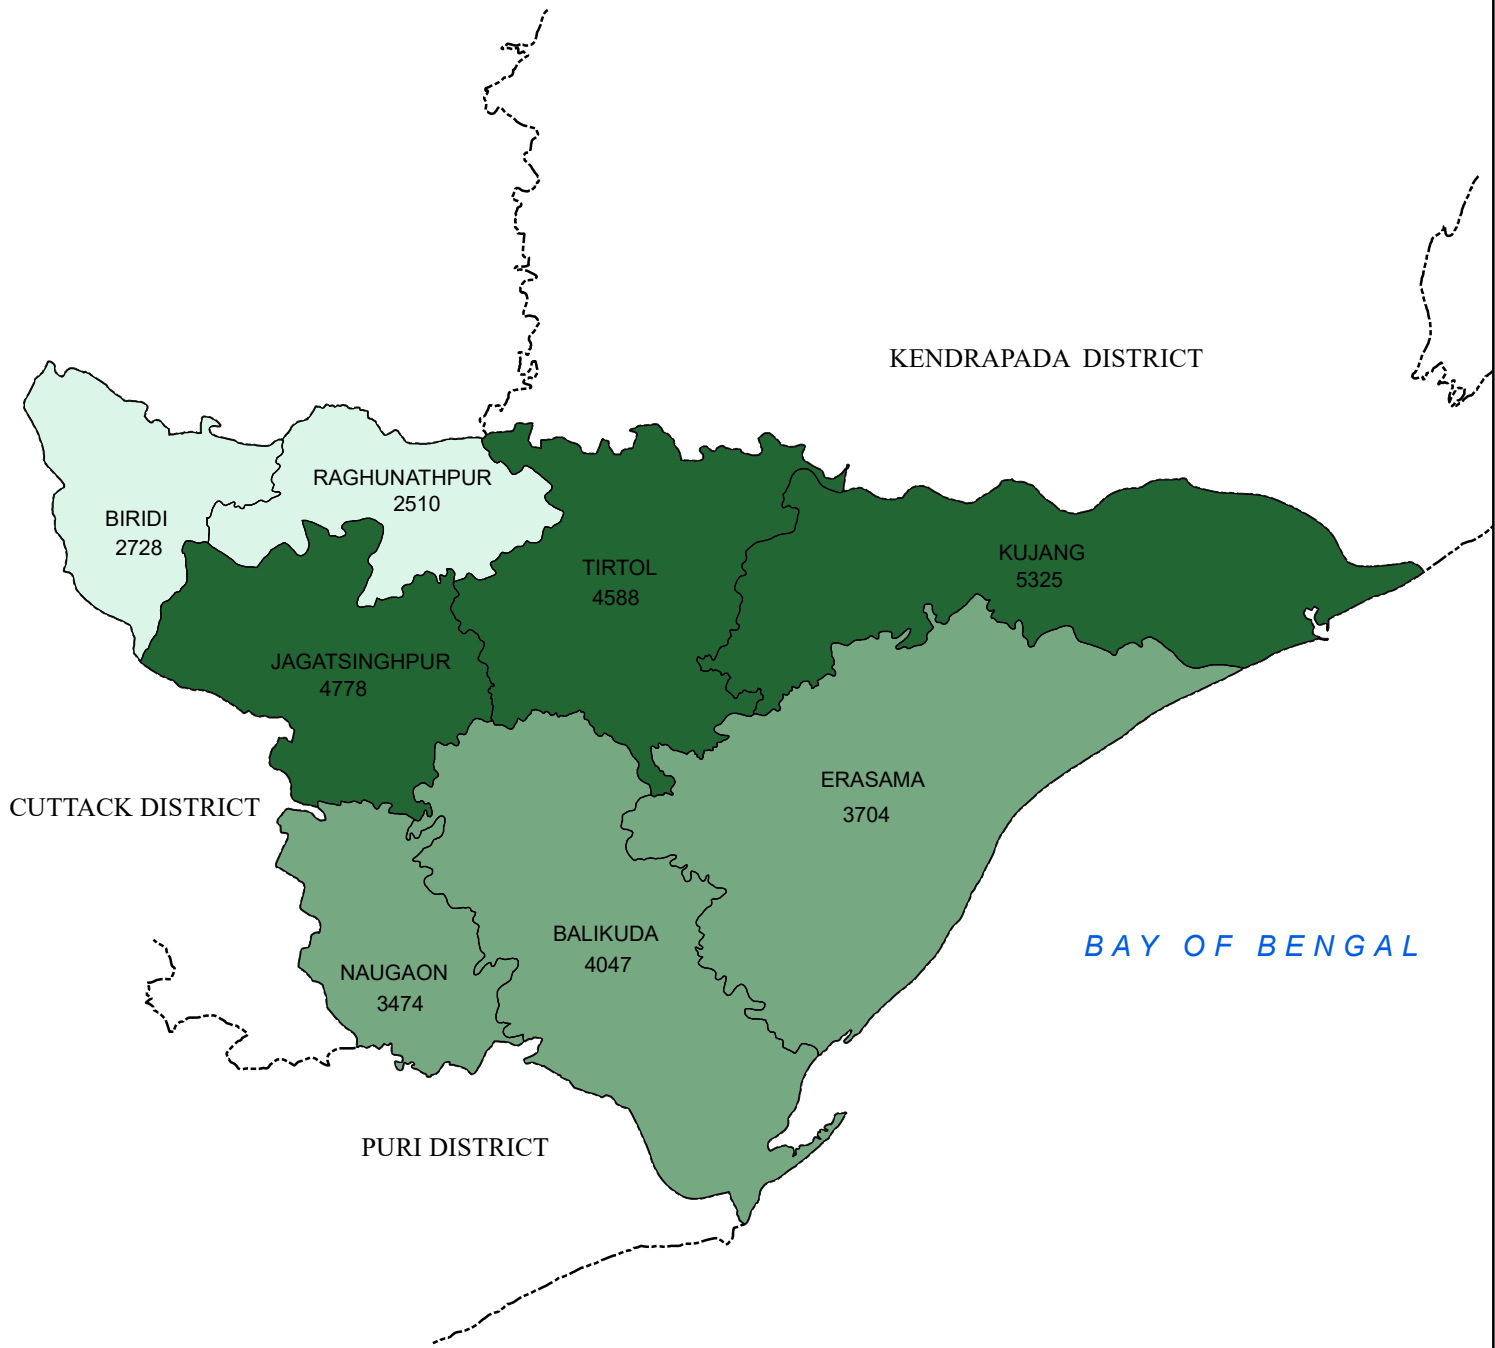 KENDRAPADA DISTRICT
RAGHUNATHPUR
2510
BIRIDI
2728
TIRTOL
4588
KUJANG
5325
JAGATSINGHPUR
4778
ERASAMA
3704
CUTTACK DISTRICT
BALIKUDA
4047
BAY OF BENGAL
NAUGAON
3474
PURI DISTRICT